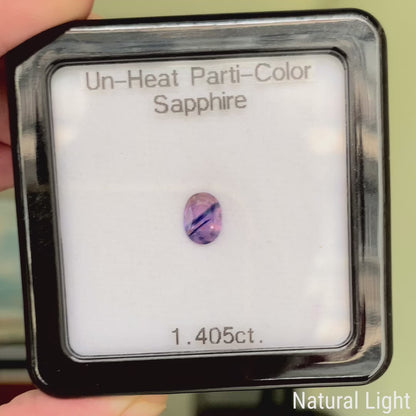 Un-Heat Parti-Color
Sapphire
1.405ct.
Natural Light